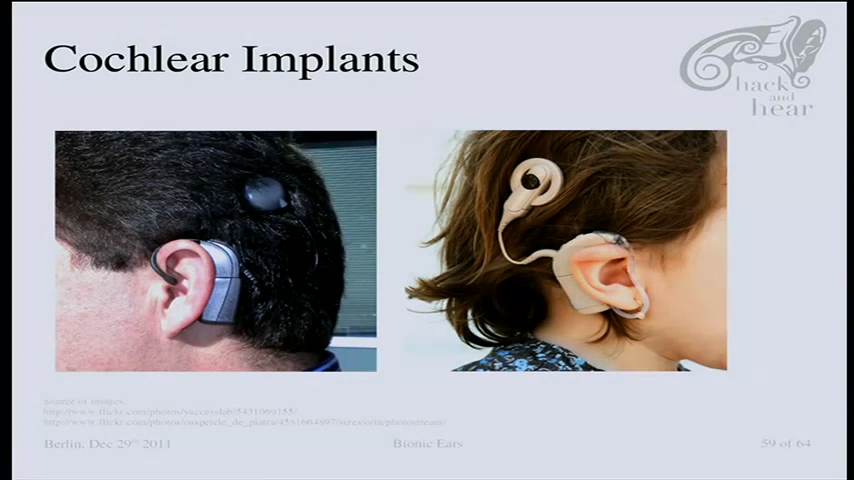 Cochlear Implants
hack
and
hear
Source of images:
Berlin, Dec 29th 2011
Bionic Ears
59 of 64